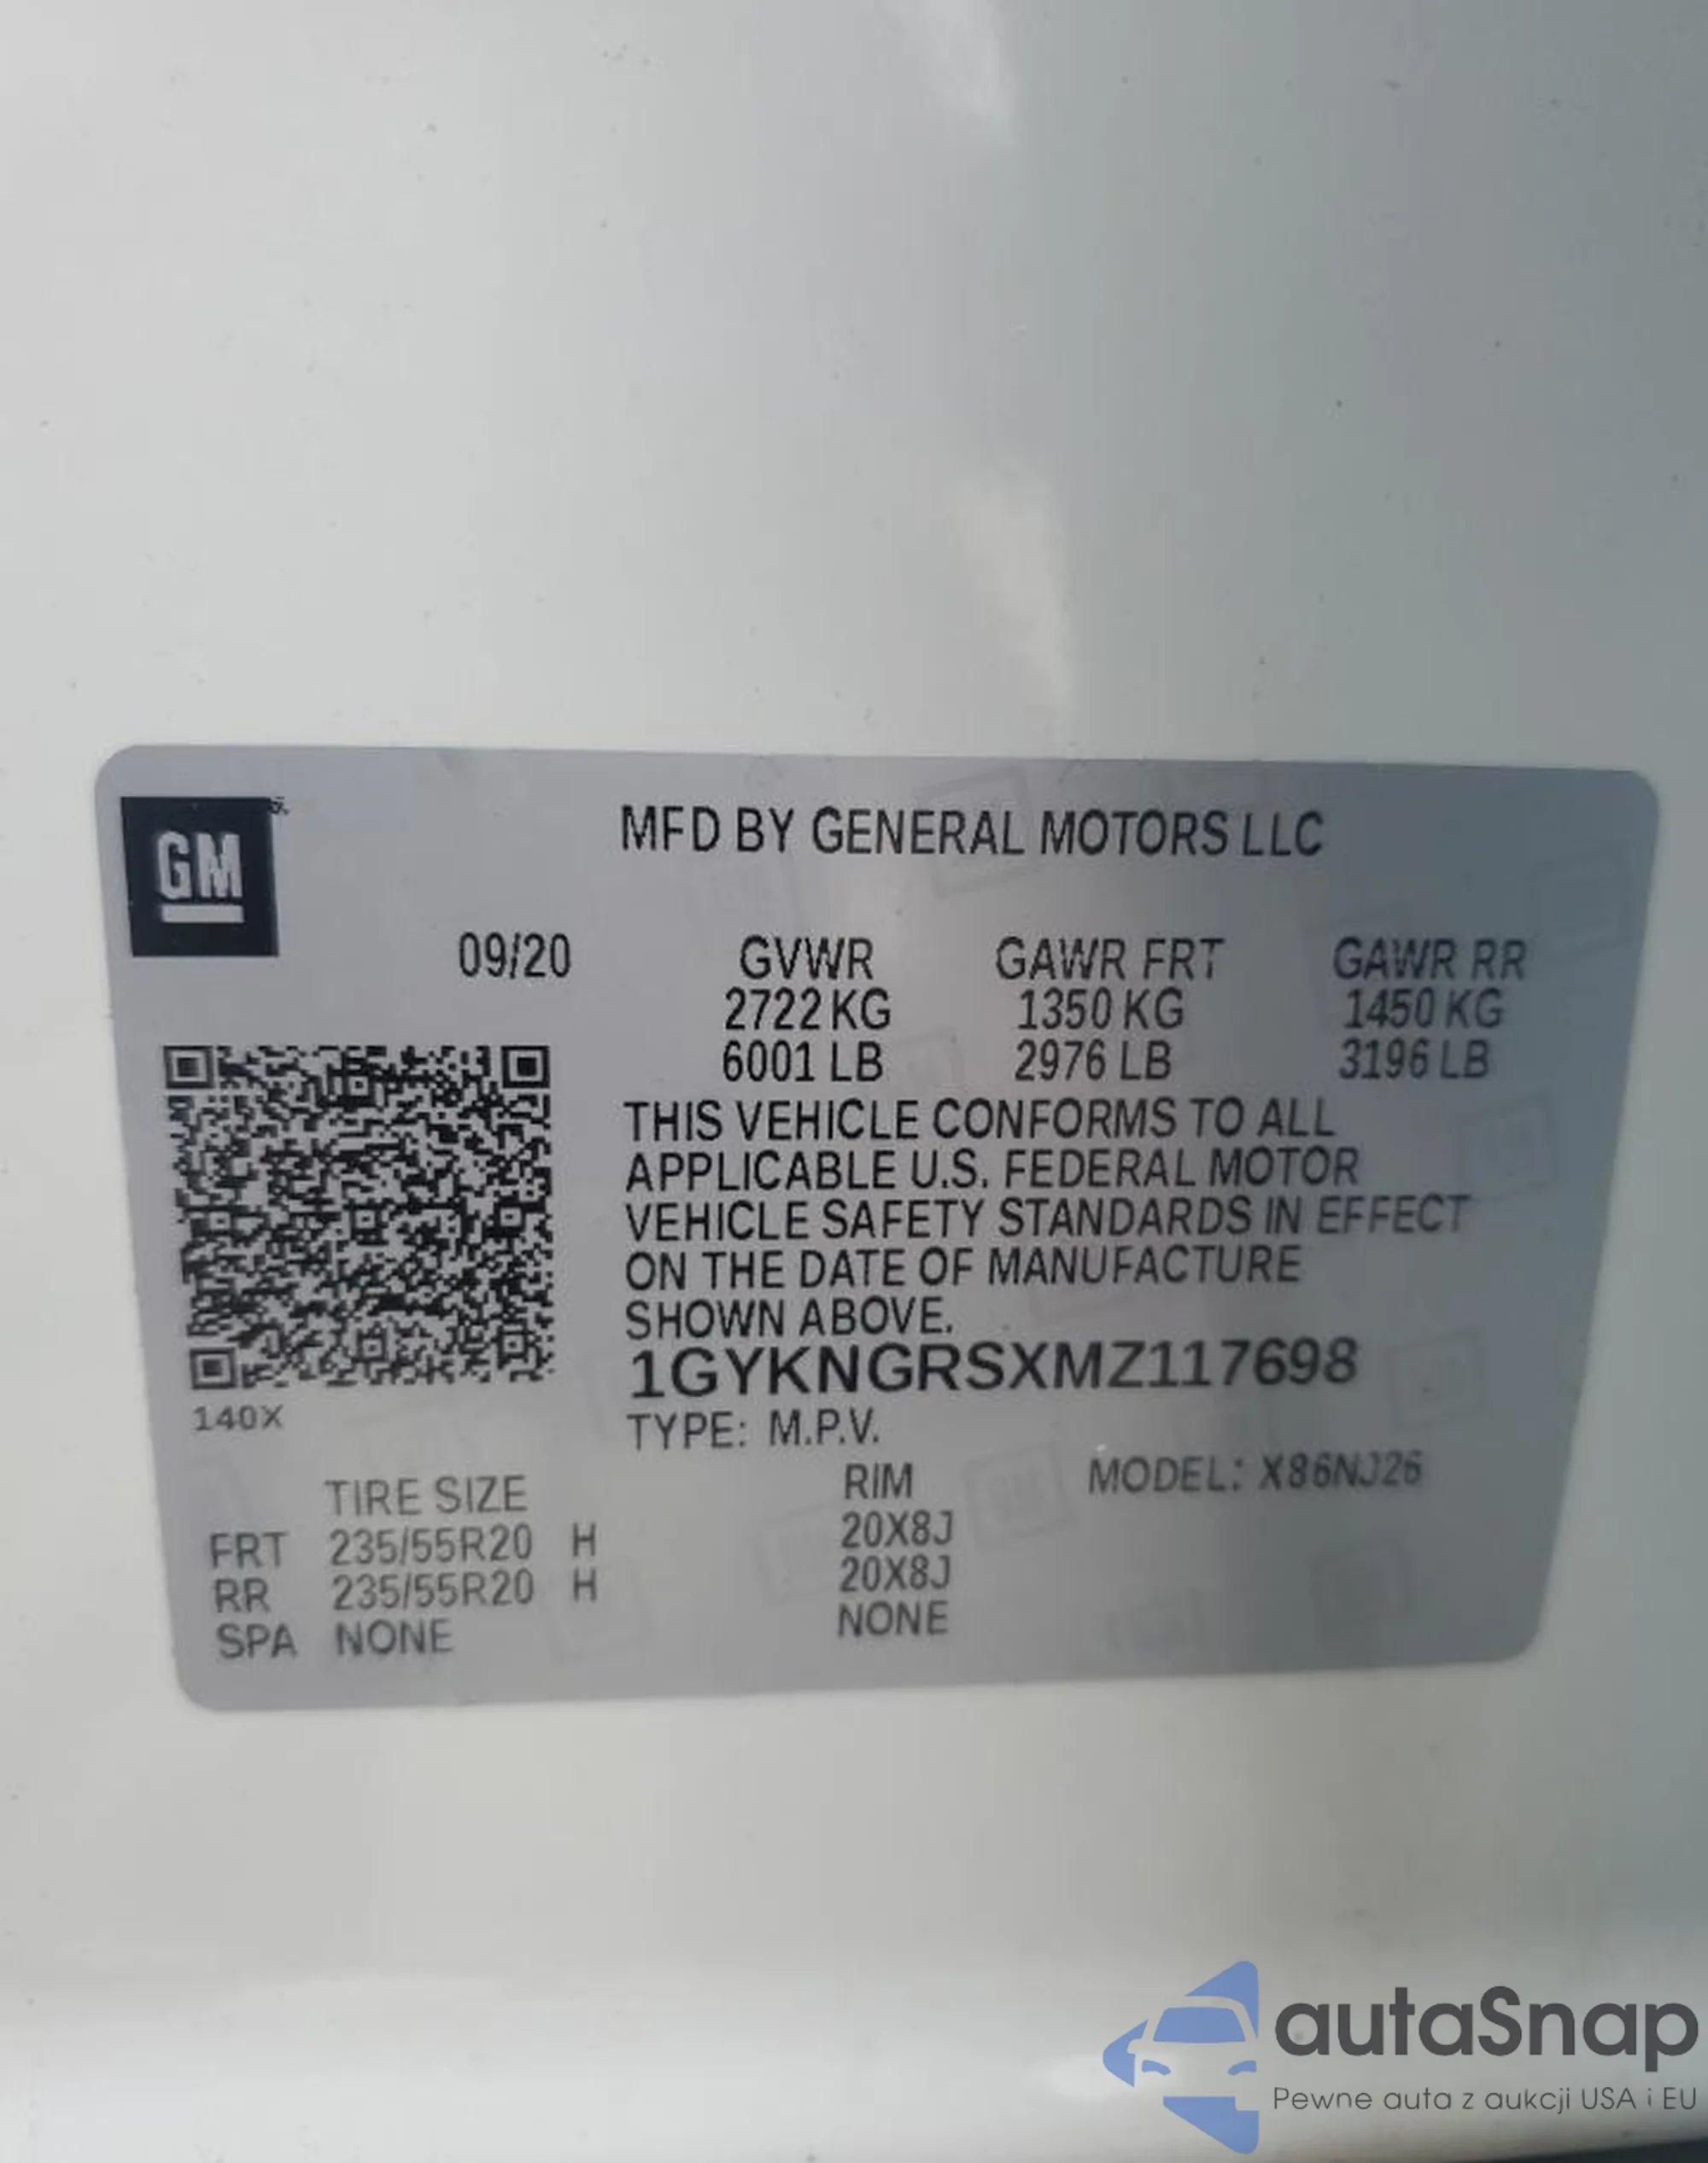 GM
MFD BY GENERAL MOTORS LLC
09/20 GVWR GAWR FRT GAWR RR
2722 KG 1350 KG 1450 KG
6001 LB 2976 LB 3196 LB
THIS VEHICLE CONFORMS TO ALL
APPLICABLE U.S. FEDERAL MOTOR
VEHICLE SAFETY STANDARDS IN EFFECT
ON THE DATE OF MANUFACTURE
SHOWN ABOVE.
1GYKNGRSXMZ117698
140X
TYPE: M.P.V.
TIRE SIZE RIM MODEL: X86NJ26
FRT 235/55R20 H 20X8J
RR 235/55R20 H 20X8J
SPA NONE NONE
autaSnap
Pewne auta z aukcji USA i EU